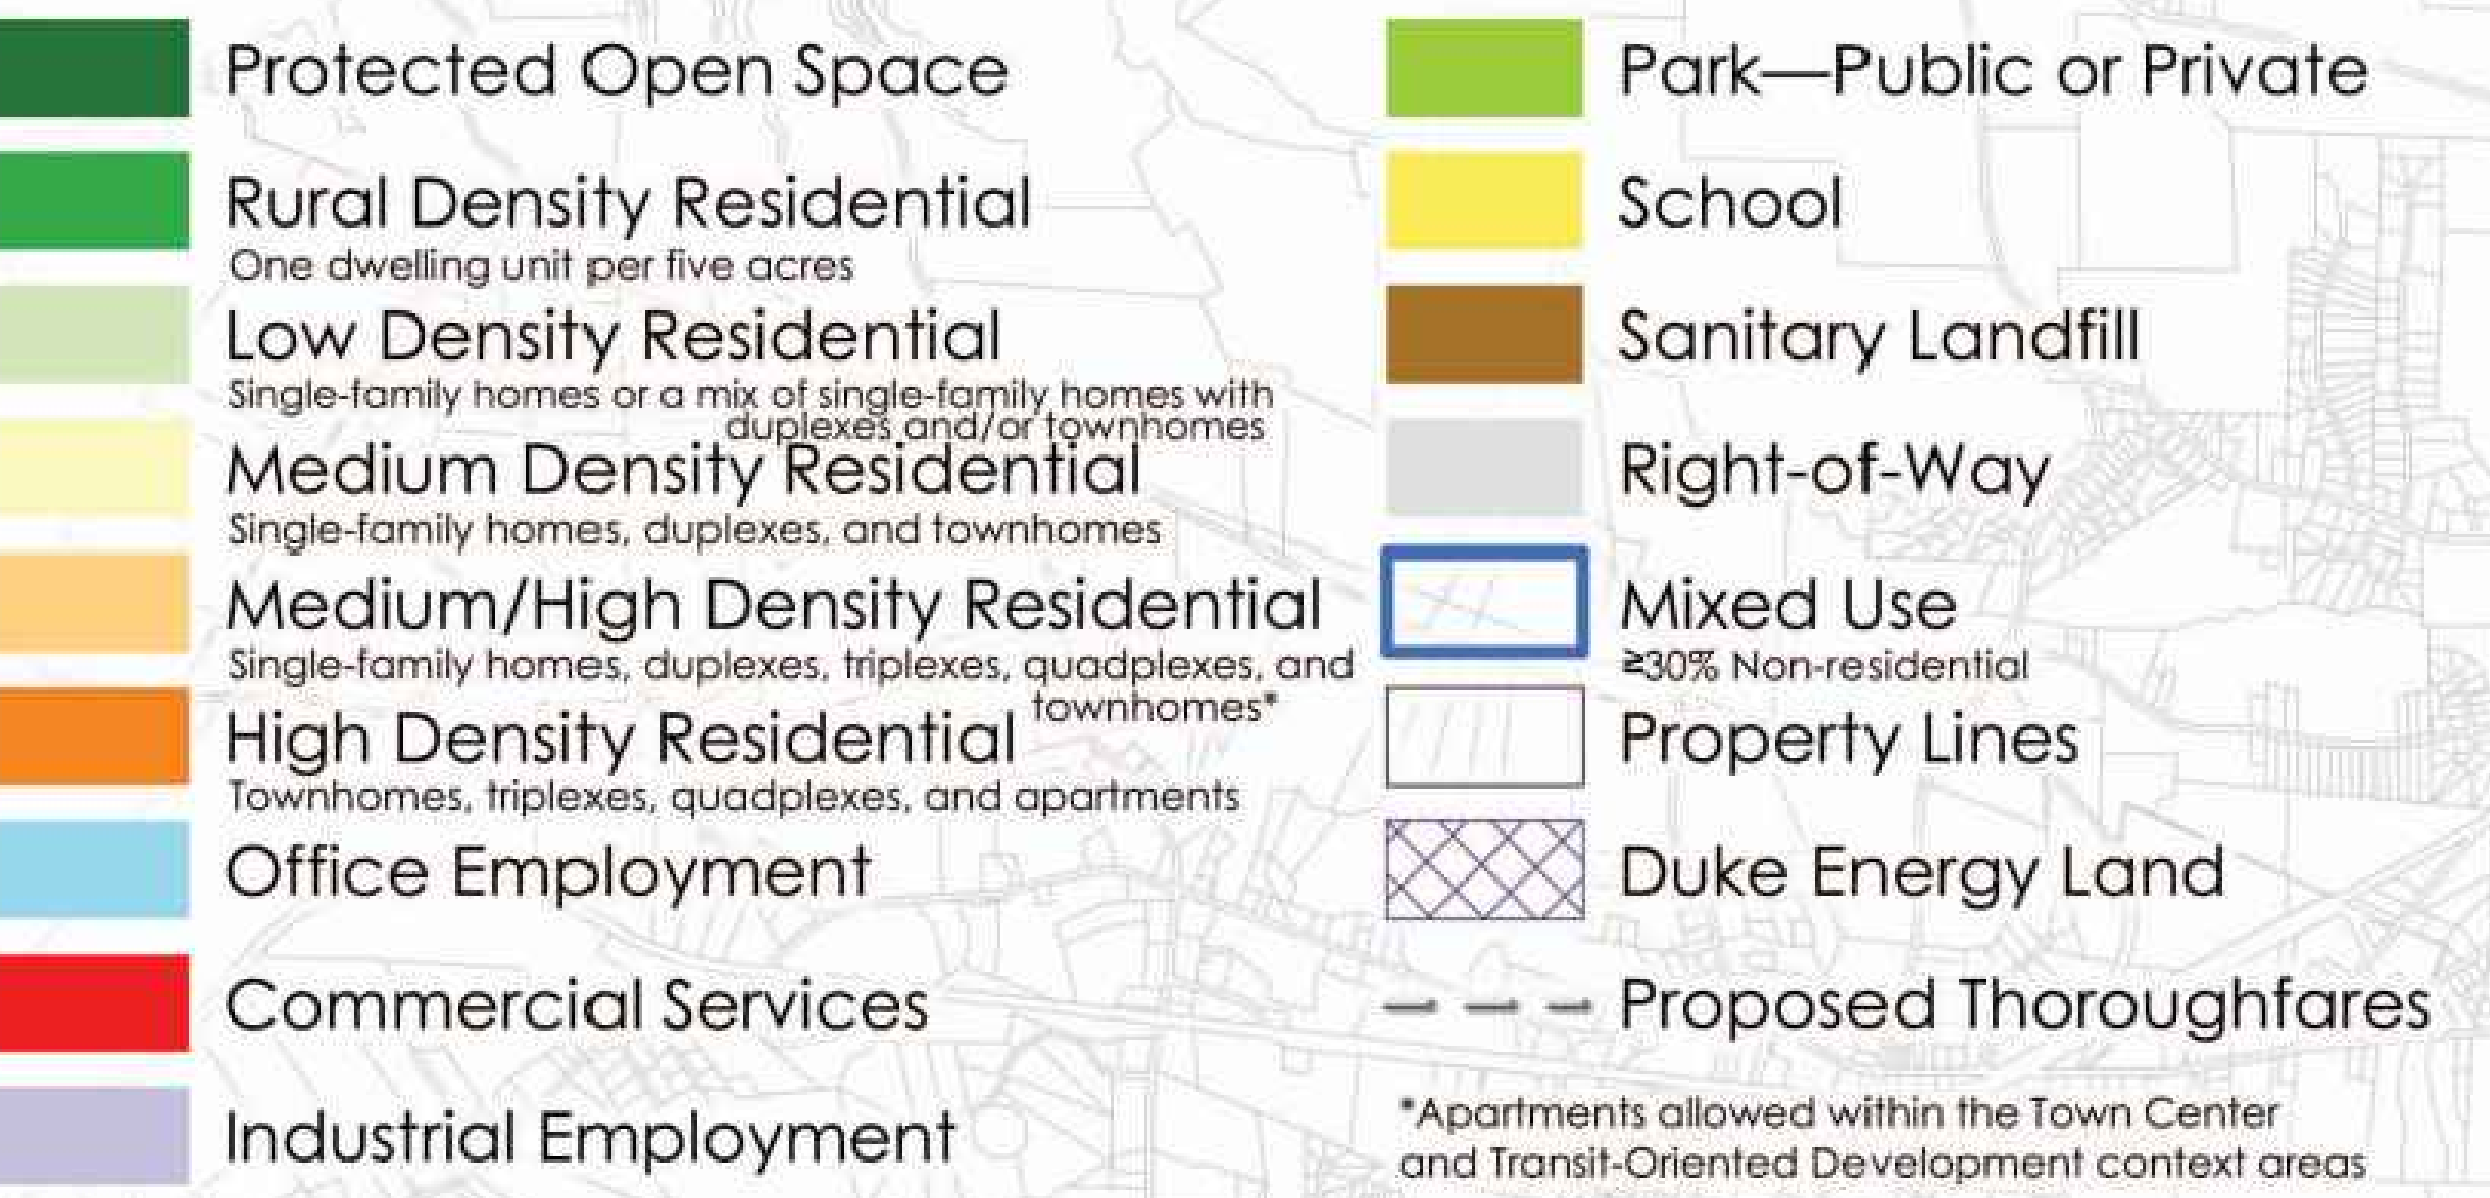 Protected Open Space
Rural Density Residential
One dwelling unit per five acres
Low Density Residential
Single-family homes or a mix of single-family homes with
duplexes and/or townhomes
Medium Density Residential
Single-family homes, duplexes, and townhomes
Medium/High Density Residential
Single-family homes, duplexes, triplexes, quadplexes, and
townhomes*
High Density Residential
Townhomes, triplexes, quadplexes, and apartments
Office Employment
Commercial Services
Industrial Employment
Park—Public or Private
School
Sanitary Landfill
Right-of-Way
Mixed Use
≥30% Non-residential
Property Lines
Duke Energy Land
Proposed Thoroughfares
*Apartments allowed within the Town Center
and Transit-Oriented Development context areas